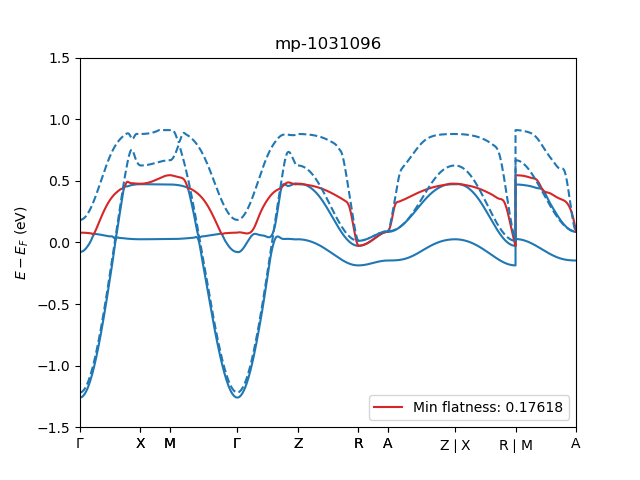 mp-1031096
E − E_F (eV)
1.5
1.0
0.5
0.0
−0.5
−1.0
−1.5
Min flatness: 0.17618
Γ X M Γ Z R A Z | X R | M A